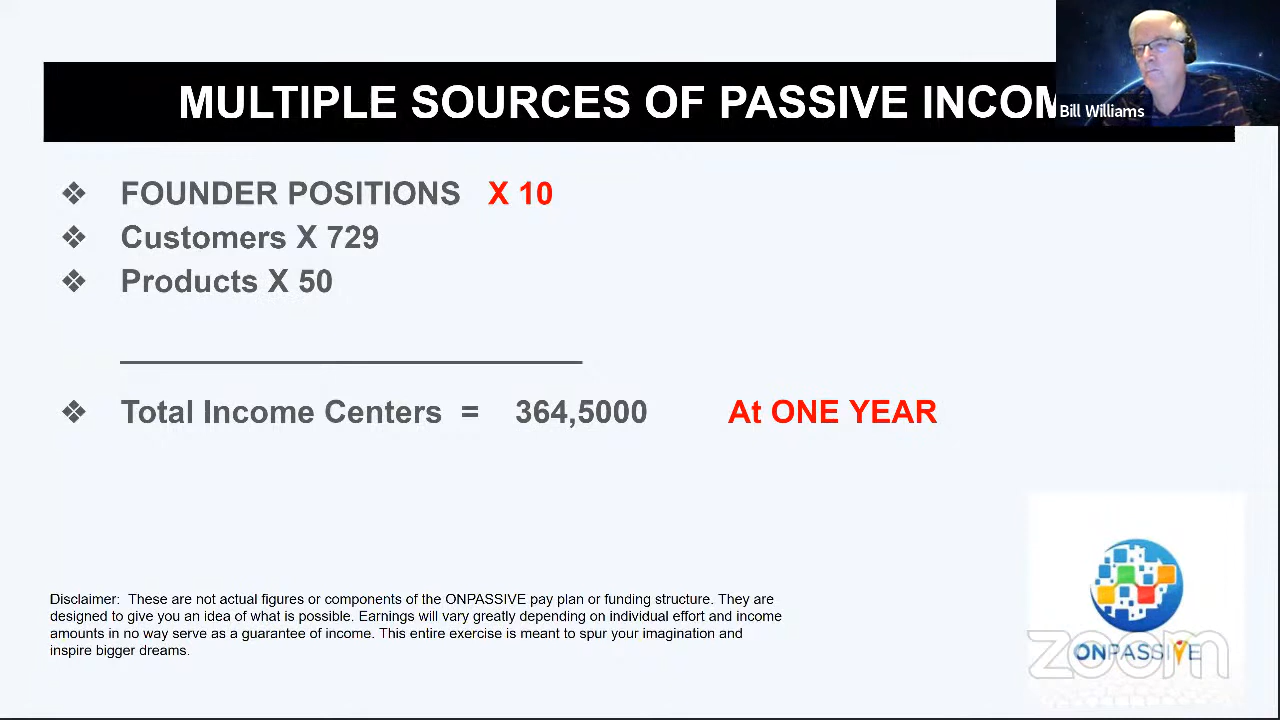 MULTIPLE SOURCES OF PASSIVE INCOM
Bill Williams
❖ FOUNDER POSITIONS X 10
❖ Customers X 729
❖ Products X 50
❖ Total Income Centers = 364,5000 At ONE YEAR
Disclaimer: These are not actual figures or components of the ONPASSIVE pay plan or funding structure. They are
designed to give you an idea of what is possible. Earnings will vary greatly depending on individual effort and income
amounts in no way serve as a guarantee of income. This entire exercise is meant to spur your imagination and
inspire bigger dreams.
ONPASSIVE
zoom